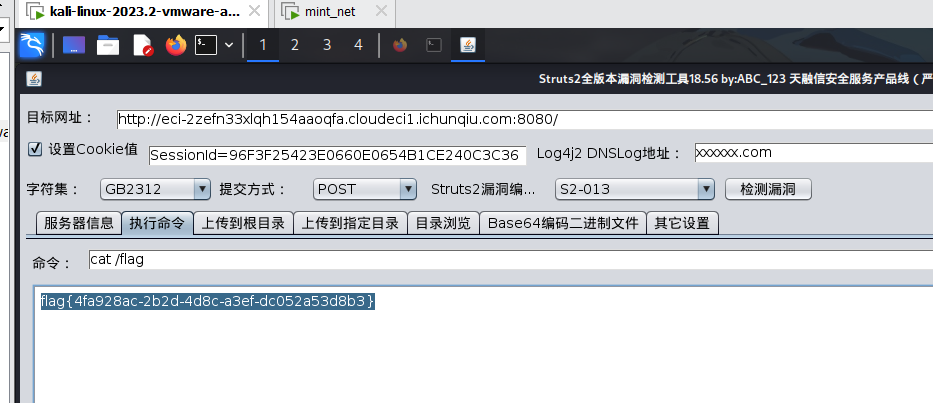 kali-linux-2023.2-vmware-a...
mint_net
1 2 3 4
Struts2全版本漏洞检测工具18.56 by:ABC_123 天融信安全服务产品线（严
目标网址： http://eci-2zefn33xlqh154aaoqfa.cloudeci1.ichunqiu.com:8080/
设置Cookie值 SessionId=96F3F25423E0660E0654B1CE240C3C36 Log4j2 DNSLog地址： xxxxxx.com
字符集： GB2312 提交方式： POST Struts2漏洞编... S2-013 检测漏洞
服务器信息 执行命令 上传到根目录 上传到指定目录 目录浏览 Base64编码二进制文件 其它设置
命令： cat /flag
flag{4fa928ac-2b2d-4d8c-a3ef-dc052a53d8b3}